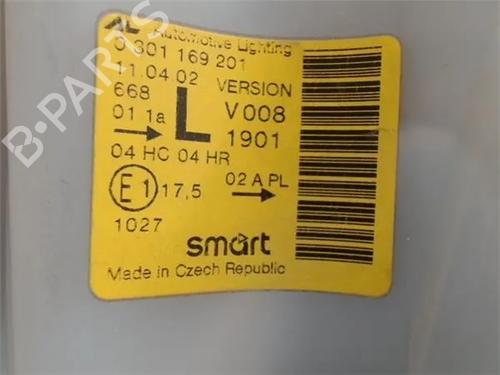 AL Automotive Lighting
0 301 169 201
11.04 02
668
VERSION
01 1a
L
V008
1901
04 HC 04 HR
E1
17,5
02 A PL
1027
smart
Made in Czech Republic
B-PARTS